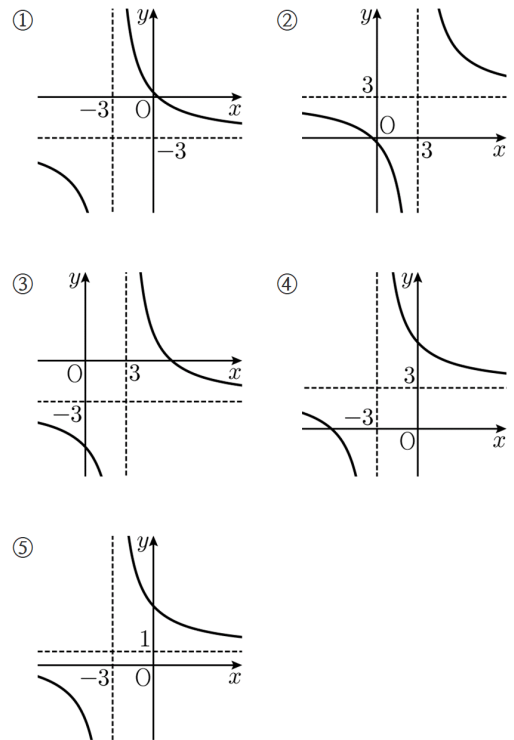 ① y −3 O x −3
② y 3 O 3 x
③ y O 3 x −3
④ y 3 −3 O x
⑤ y 1 −3 O x